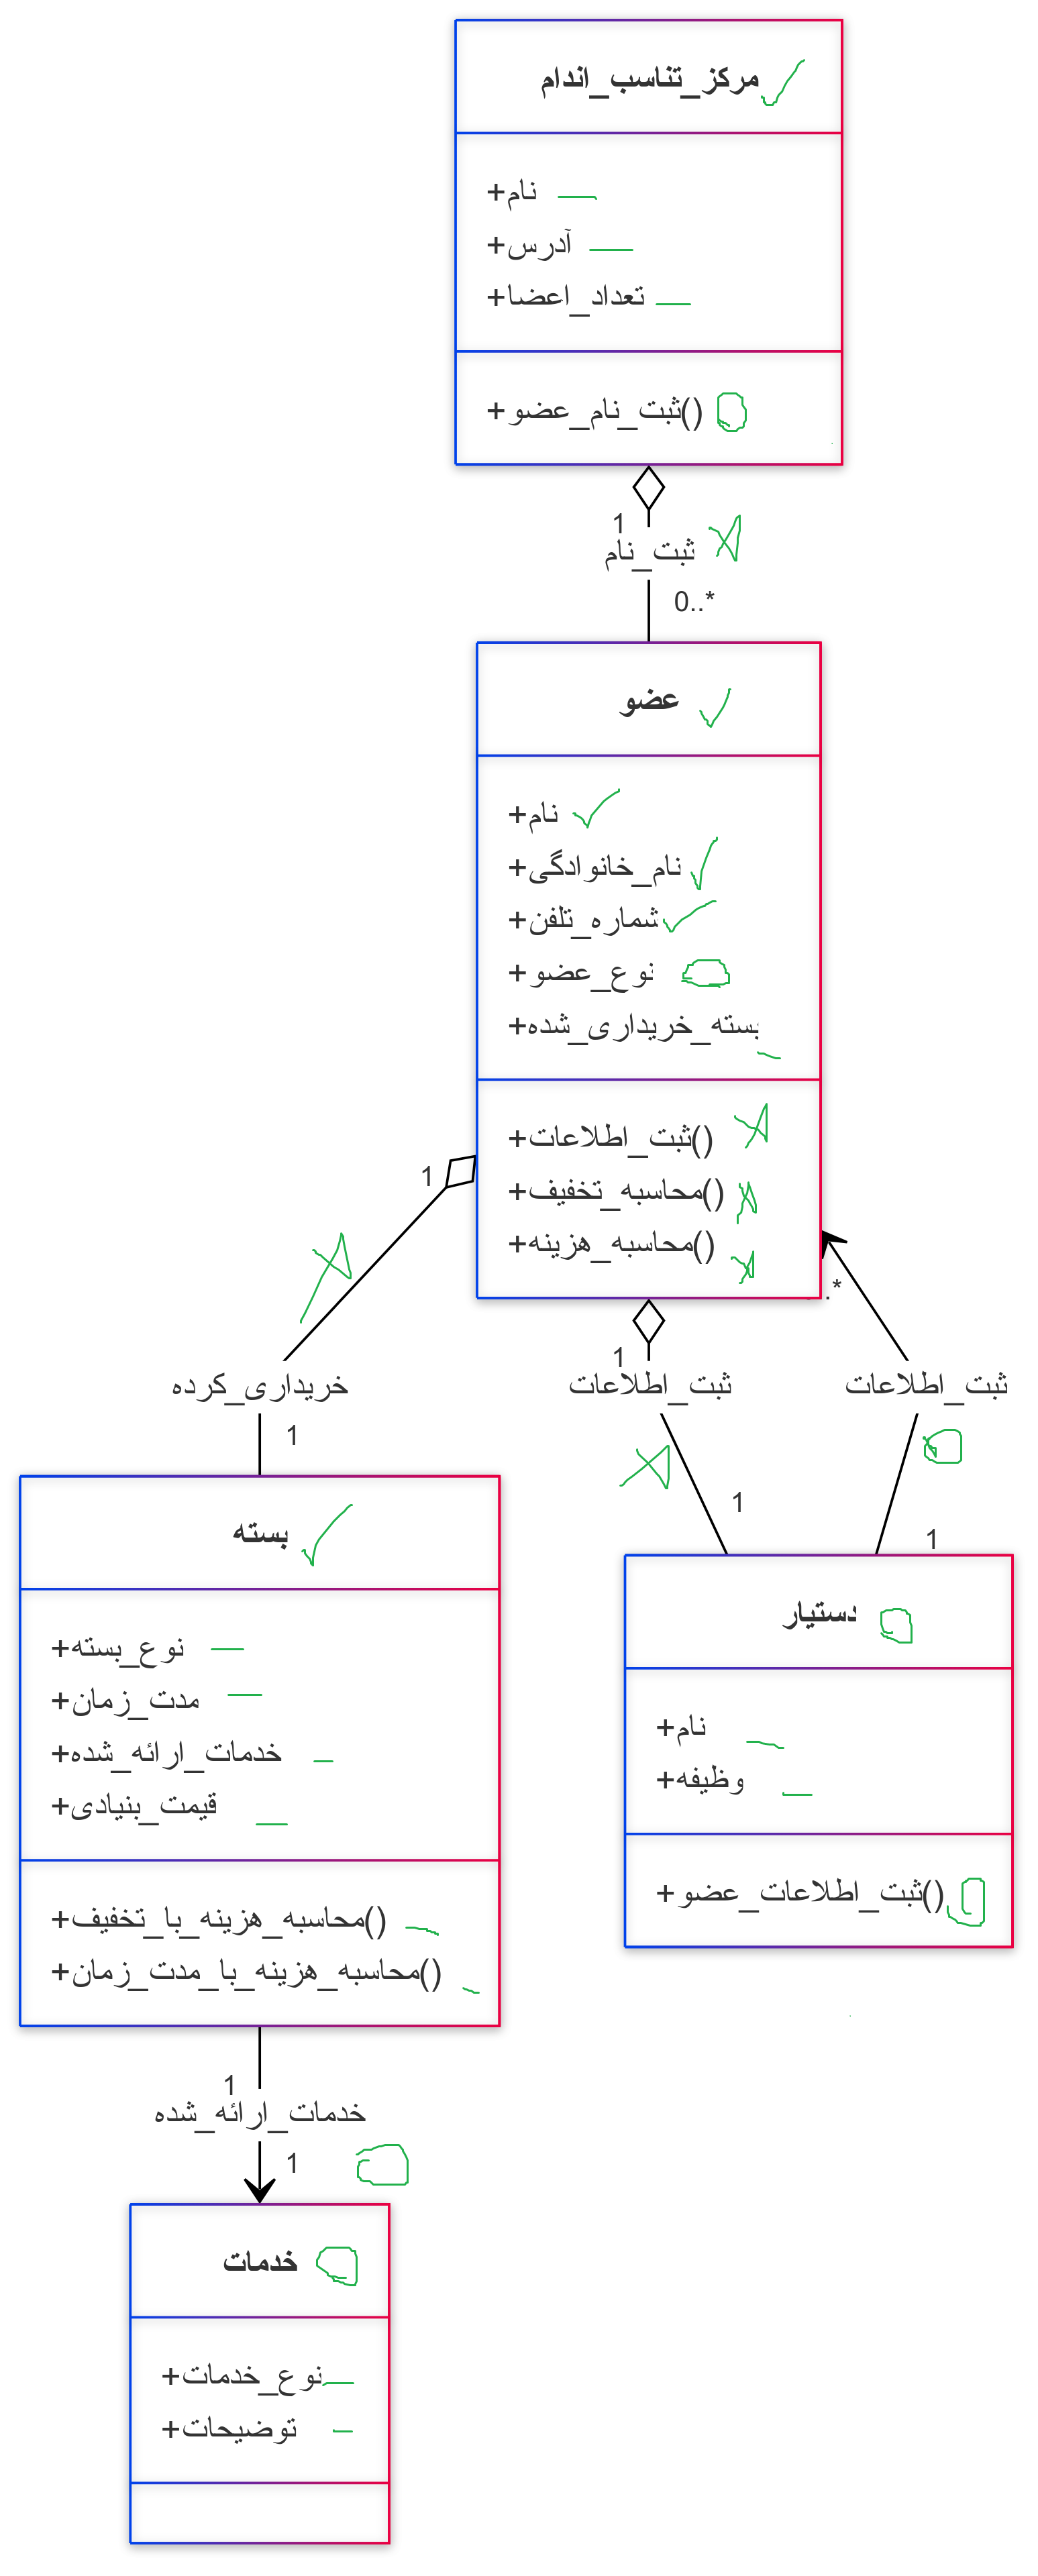 مرکز_تناسب_اندام
+نام
+آدرس
+تعداد_اعضا
+ثبت_نام_عضو()
1
ثبت_نام
0..*
عضو
+نام
+نام_خانوادگی
+شماره_تلفن
+نوع_عضو
+بسته_خریداری_شده
+ثبت_اطلاعات()
+محاسبه_تخفیف()
+محاسبه_هزینه()
1
خریداری_کرده
1
1
ثبت_اطلاعات
1
..*
ثبت_اطلاعات
1
بسته
+نوع_بسته
+مدت_زمان
+خدمات_ارائه_شده
+قیمت_بنیادی
+محاسبه_هزینه_با_تخفیف()
+محاسبه_هزینه_با_مدت_زمان()
دستیار
+نام
+وظیفه
+ثبت_اطلاعات_عضو()
1
خدمات_ارائه_شده
1
خدمات
+نوع_خدمات
+توضیحات